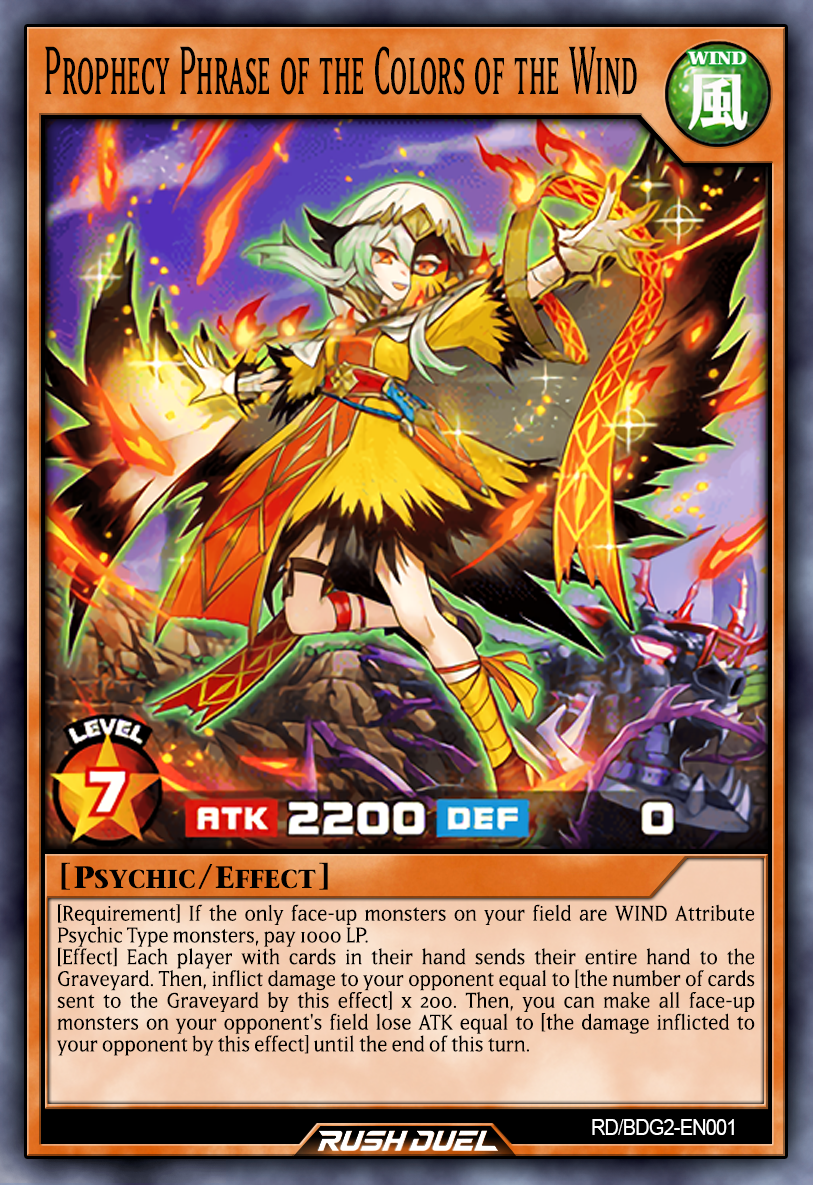 Prophecy Phrase of the Colors of the Wind
WIND
風
LEVEL
7
ATK 2200 DEF 0
[Psychic/Effect]
[Requirement] If the only face-up monsters on your field are WIND Attribute
Psychic Type monsters, pay 1000 LP.
[Effect] Each player with cards in their hand sends their entire hand to the
Graveyard. Then, inflict damage to your opponent equal to [the number of cards
sent to the Graveyard by this effect] x 200. Then, you can make all face-up
monsters on your opponent's field lose ATK equal to [the damage inflicted to
your opponent by this effect] until the end of this turn.
RD/BDG2-EN001
RUSH DUEL